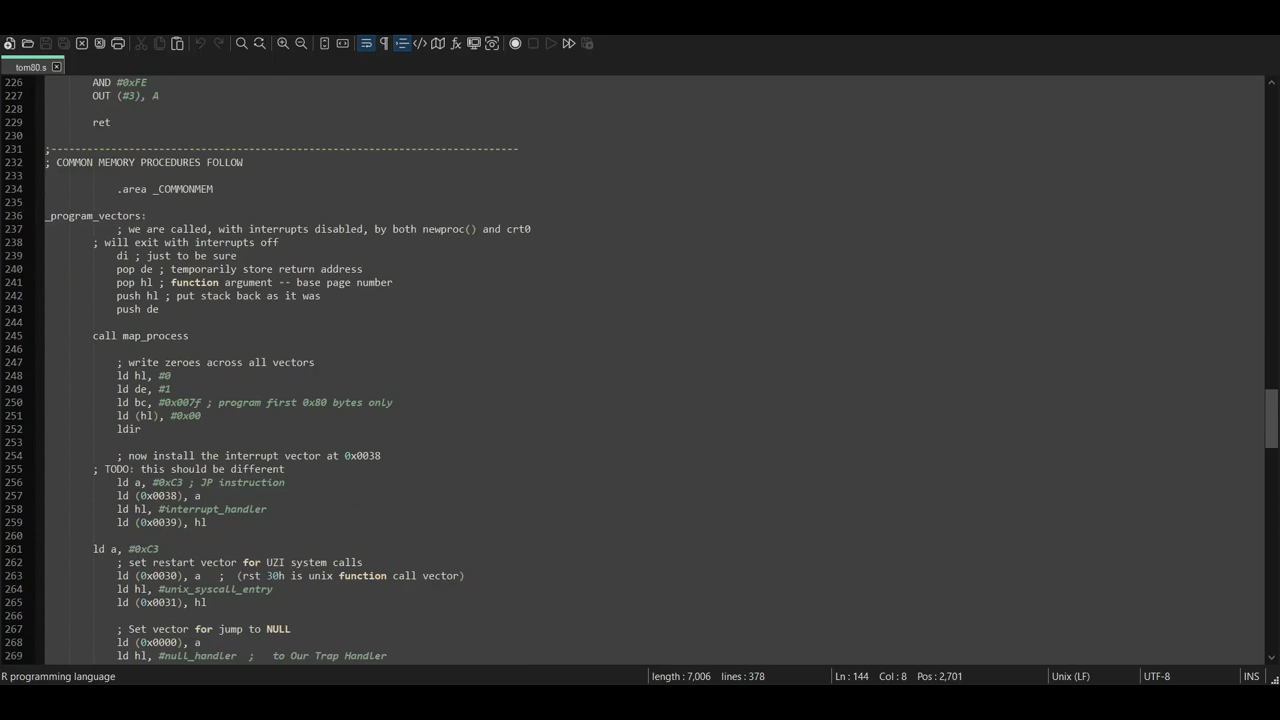 tom80.s
226 AND #0xFE
227 OUT (#3), A
228
229 ret
230
231 ;------------------------------------------------------------------------------
232 ; COMMON MEMORY PROCEDURES FOLLOW
233
234 .area _COMMONMEM
235
236 _program_vectors:
237 ; we are called, with interrupts disabled, by both newproc() and crt0
238 ; will exit with interrupts off
239 di ; just to be sure
240 pop de ; temporarily store return address
241 pop hl ; function argument -- base page number
242 push hl ; put stack back as it was
243 push de
244
245 call map_process
246
247 ; write zeroes across all vectors
248 ld hl, #0
249 ld de, #1
250 ld bc, #0x007f ; program first 0x80 bytes only
251 ld (hl), #0x00
252 ldir
253
254 ; now install the interrupt vector at 0x0038
255 ; TODO: this should be different
256 ld a, #0xC3 ; JP instruction
257 ld (0x0038), a
258 ld hl, #interrupt_handler
259 ld (0x0039), hl
260
261 ld a, #0xC3
262 ; set restart vector for UZI system calls
263 ld (0x0030), a ; (rst 30h is unix function call vector)
264 ld hl, #unix_syscall_entry
265 ld (0x0031), hl
266
267 ; Set vector for jump to NULL
268 ld (0x0000), a
269 ld hl, #null_handler ; to Our Trap Handler
R programming language length : 7,006 lines : 378 Ln : 144 Col : 8 Pos : 2,701 Unix (LF) UTF-8 INS